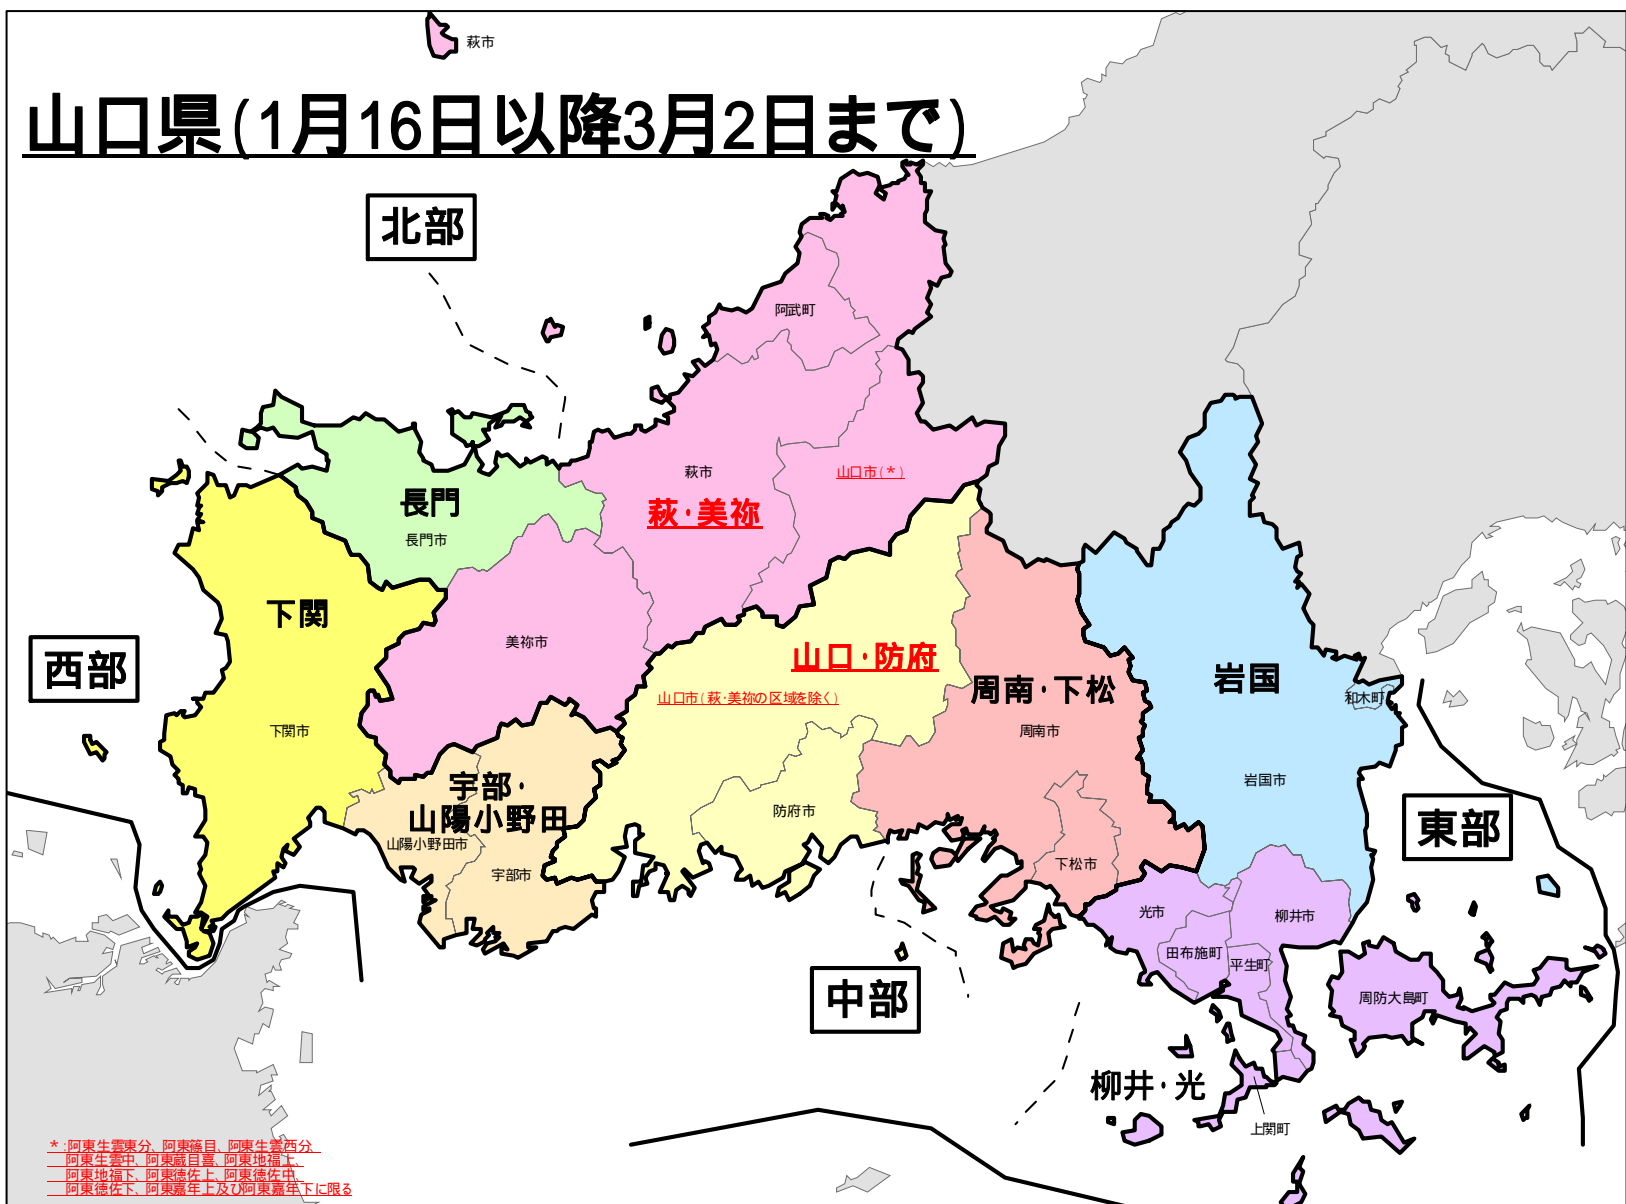 萩市
山口県(1月16日以降3月2日まで)
北部
阿武町
萩市
山口市(*)
萩・美祢
長門
長門市
下関
美祢市
西部
山口・防府
山口市(萩・美祢の区域を除く)
周南・下松
周南市
岩国
和木町
下関市
岩国市
宇部・
山陽小野田
山陽小野田市
防府市
東部
宇部市
下松市
光市
柳井市
田布施町
平生町
周防大島町
中部
柳井・光
上関町
*:阿東生雲東分、阿東篠目、阿東生雲西分、
阿東生雲中、阿東蔵目喜、阿東地福上、
阿東地福下、阿東徳佐上、阿東徳佐中、
阿東徳佐下、阿東嘉年上及び阿東嘉年下に限る